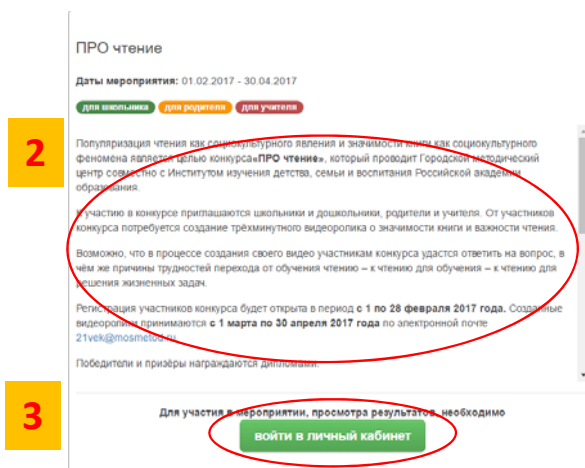 ПРО чтение
Даты мероприятия: 01.02.2017 - 30.04.2017
для школьника для родителя для учителя
2
Популяризация чтения как социокультурного явления и значимости книги как социокультурного
феномена является целью конкурса«ПРО чтение», который проводит Городской методический
центр совместно с Институтом изучения детства, семьи и воспитания Российской академии
образования.
К участию в конкурсе приглашаются школьники и дошкольники, родители и учителя. От участников
конкурса потребуется создание трёхминутного видеоролика о значимости книги и важности чтения.
Возможно, что в процессе создания своего видео участникам конкурса удастся ответить на вопрос, в
чём же причины трудностей перехода от обучения чтению – к чтению для обучения – к чтению для
решения жизненных задач.
Регистрация участников конкурса будет открыта в период с 1 по 28 февраля 2017 года. Созданные
видеоролики принимаются с 1 марта по 30 апреля 2017 года по электронной почте
21vek@mosmetod.ru
Победители и призёры награждаются дипломами.
3
Для участия в мероприятии, просмотра результатов, необходимо
войти в личный кабинет